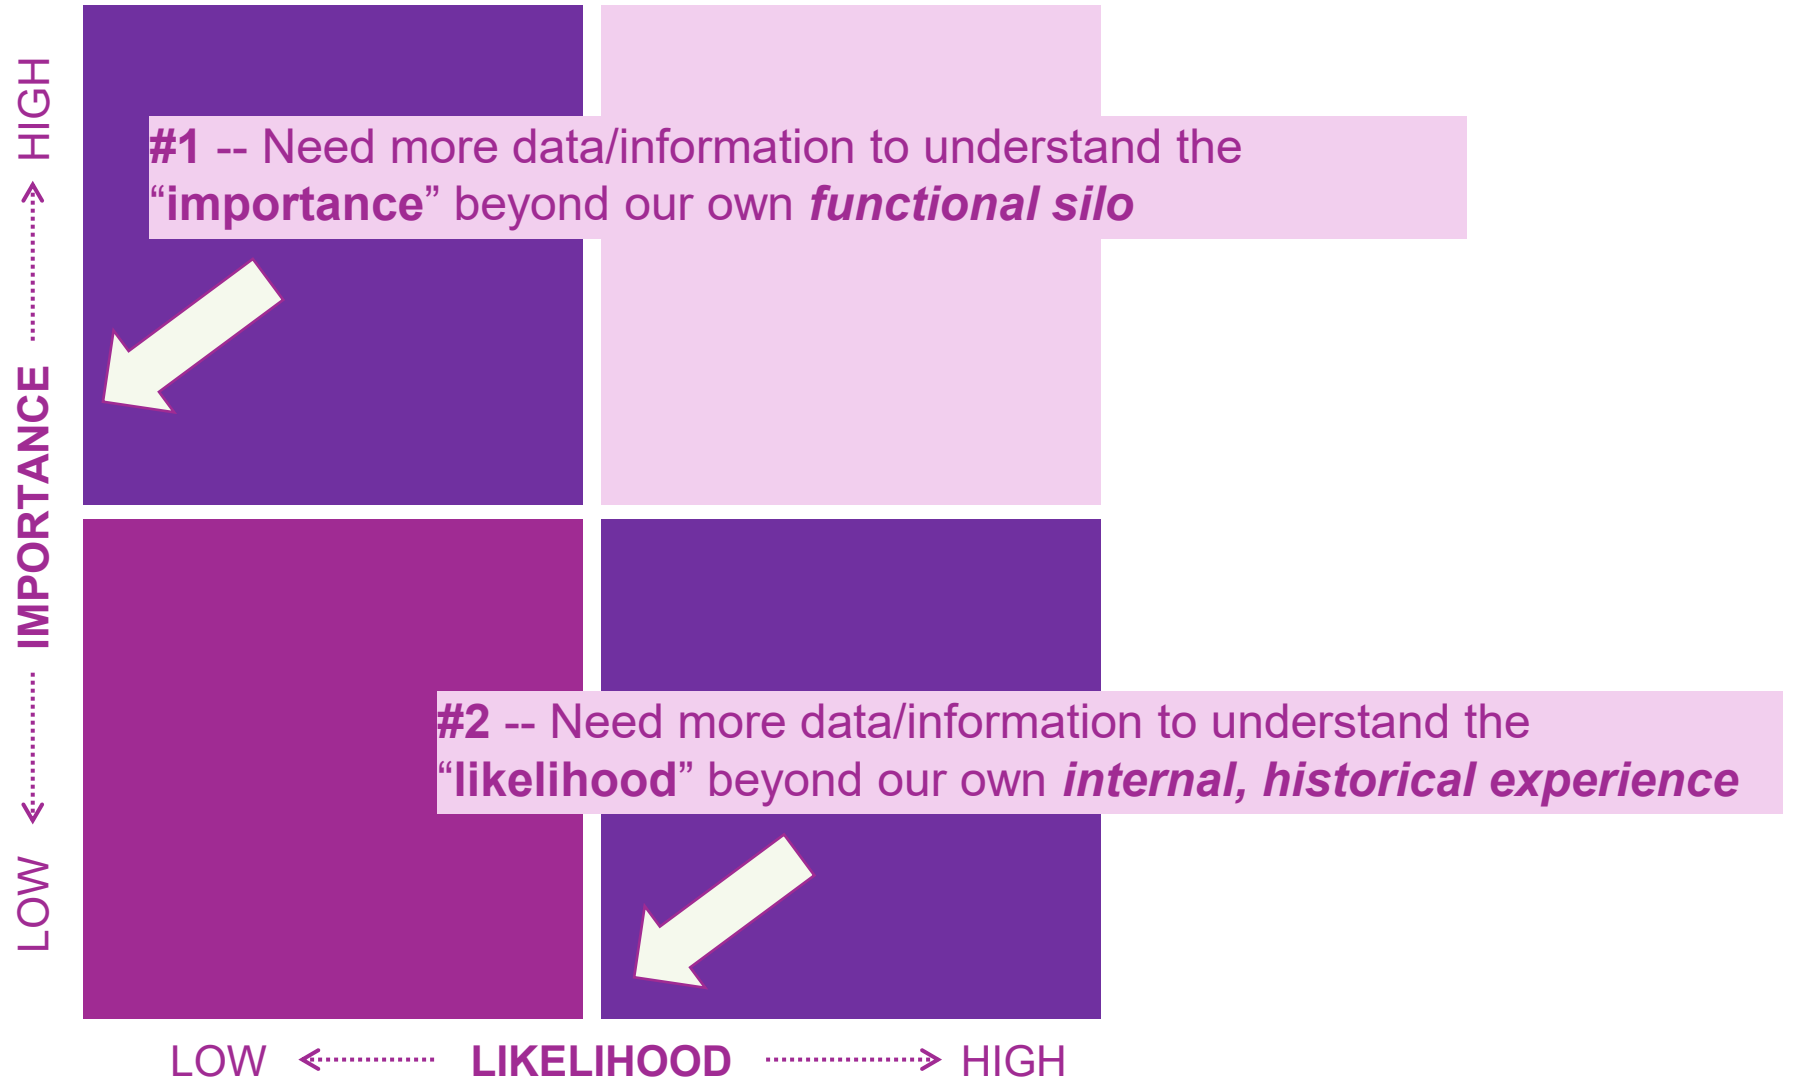 HIGH
IMPORTANCE
LOW
#1 -- Need more data/information to understand the
“importance” beyond our own functional silo
#2 -- Need more data/information to understand the
“likelihood” beyond our own internal, historical experience
LOW
LIKELIHOOD
HIGH